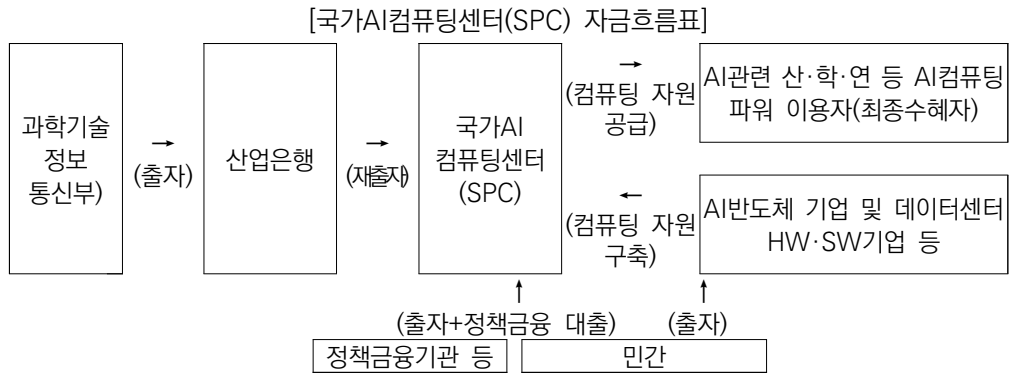 [국가AI컴퓨팅센터(SPC) 자금흐름표]
과학기술
정보
통신부)
→
(출자)
산업은행
→
(재출자)
국가AI
컴퓨팅센터
(SPC)
→
(컴퓨팅 자원
공급)
AI관련 산·학·연 등 AI컴퓨팅
파워 이용자(최종수혜자)
←
(컴퓨팅 자원
구축)
AI반도체 기업 및 데이터센터
HW·SW기업 등
↑
(출자+정책금융 대출)
↑
(출자)
정책금융기관 등
민간